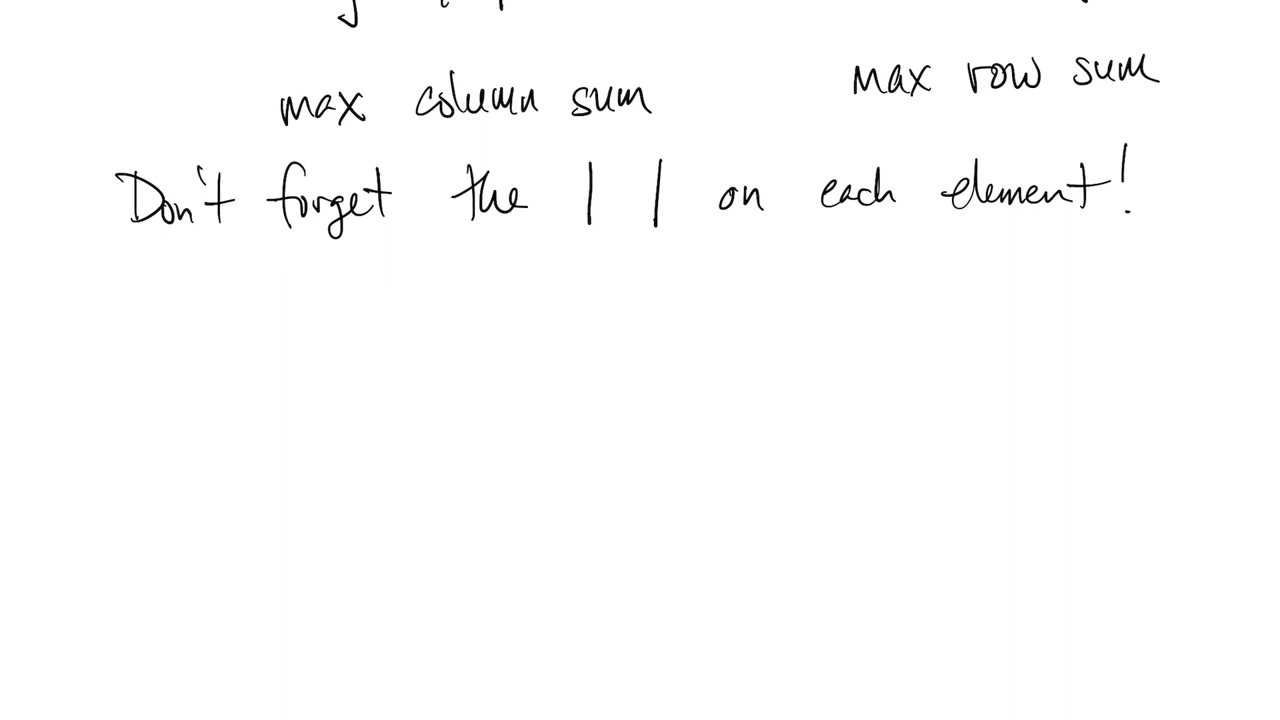 max column sum max row sum
Don't forget the | | on each element!